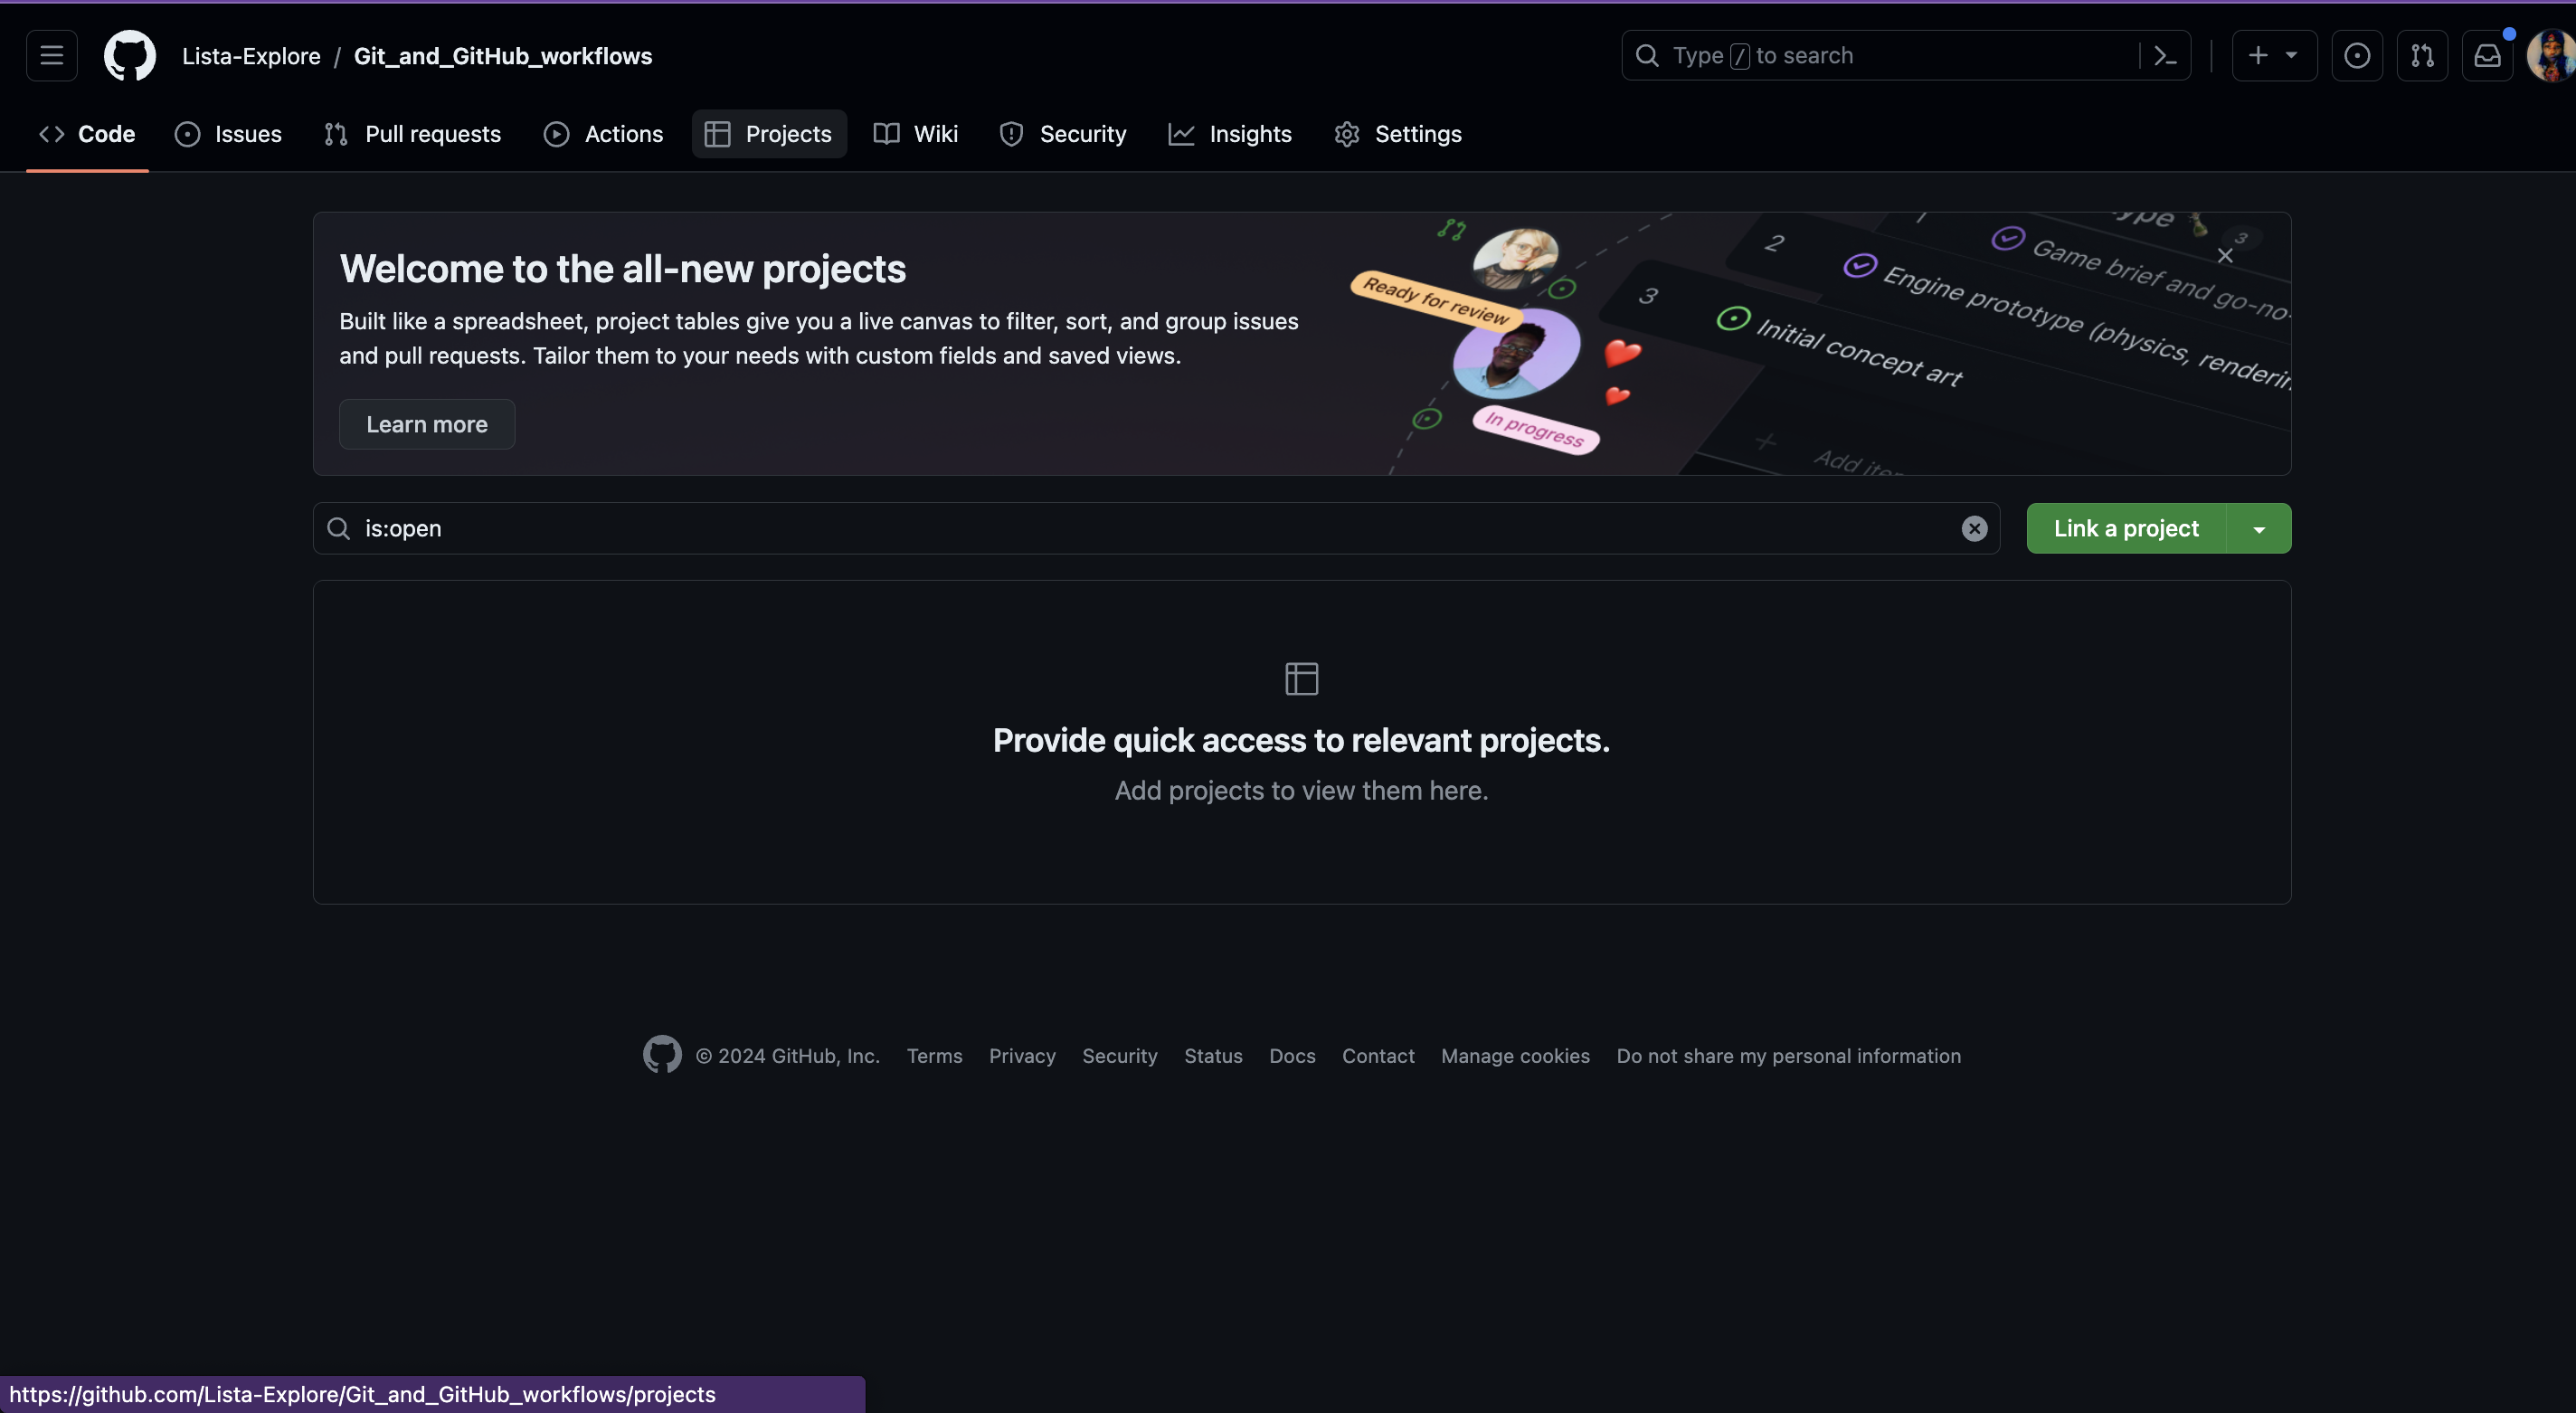 Lista-Explore / Git_and_GitHub_workflows
Type / to search
Code Issues Pull requests Actions Projects Wiki Security Insights Settings
Welcome to the all-new projects
Built like a spreadsheet, project tables give you a live canvas to filter, sort, and group issues
and pull requests. Tailor them to your needs with custom fields and saved views.
Learn more
Ready for review
In progress
3
2 Game brief and go-no-
Engine prototype (physics, renderin
3 Initial concept art
+ Add iter
is:open
Link a project
Provide quick access to relevant projects.
Add projects to view them here.
© 2024 GitHub, Inc. Terms Privacy Security Status Docs Contact Manage cookies Do not share my personal information
https://github.com/Lista-Explore/Git_and_GitHub_workflows/projects